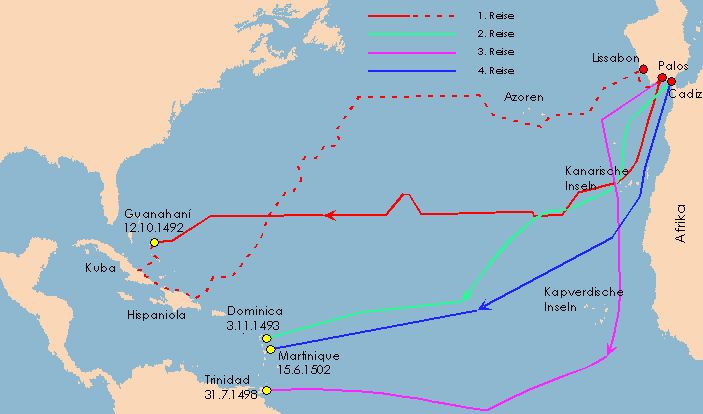 1. Reise
2. Reise
3. Reise
4. Reise
Lissabon
Palos
Cadiz
Azoren
Kanarische
Inseln
Guanahaní
12.10.1492
Afrika
Kuba
Hispaniola
Kapverdische
Inseln
Dominica
3.11.1493
Martinique
15.6.1502
Trinidad
31.7.1498